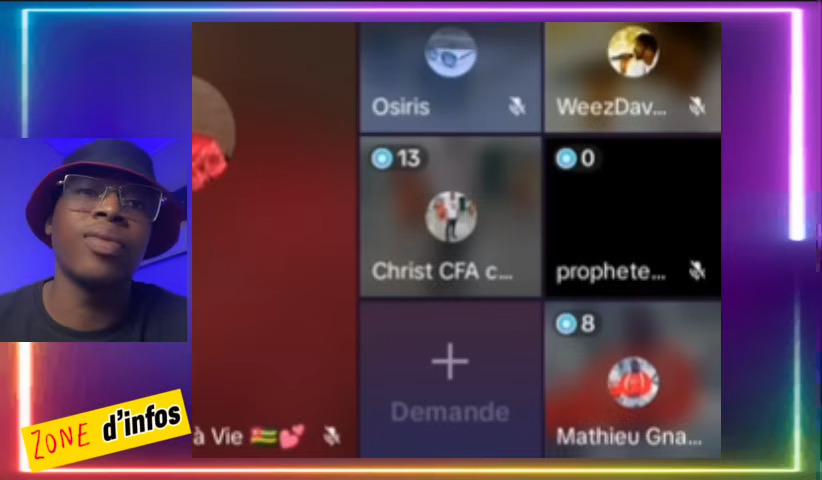 Osiris
WeezDav...
13
0
Christ CFA c...
prophete...
8
Demande
à Vie 🇹🇬💕
Mathieu Gna...
ZONE d'infos